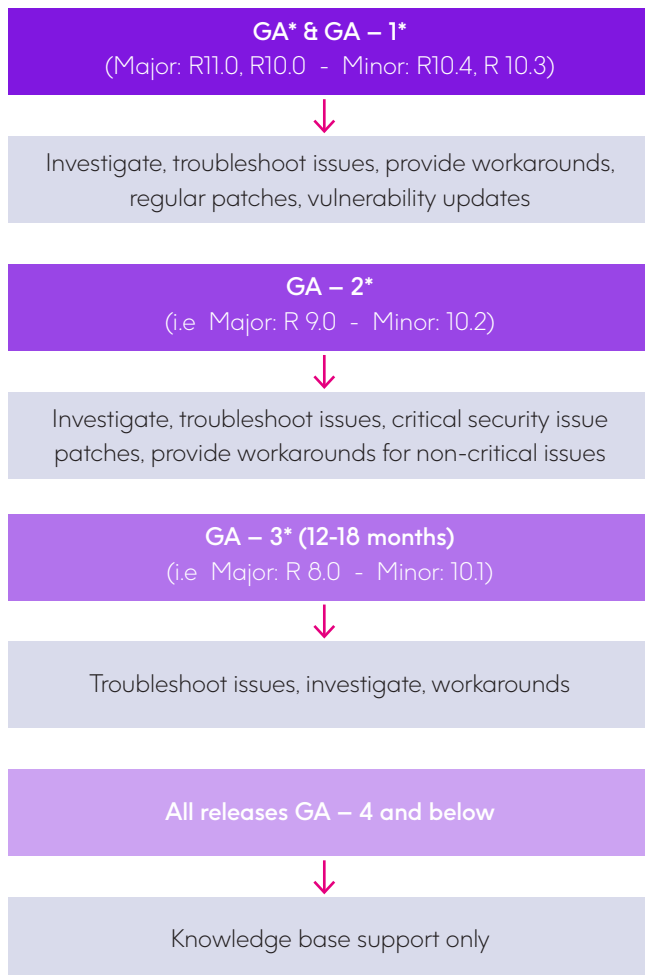 GA* & GA – 1*
(Major: R11.0, R10.0 - Minor: R10.4, R 10.3)
Investigate, troubleshoot issues, provide workarounds,
regular patches, vulnerability updates
GA – 2*
(i.e Major: R 9.0 - Minor: 10.2)
Investigate, troubleshoot issues, critical security issue
patches, provide workarounds for non-critical issues
GA – 3* (12-18 months)
(i.e Major: R 8.0 - Minor: 10.1)
Troubleshoot issues, investigate, workarounds
All releases GA – 4 and below
Knowledge base support only